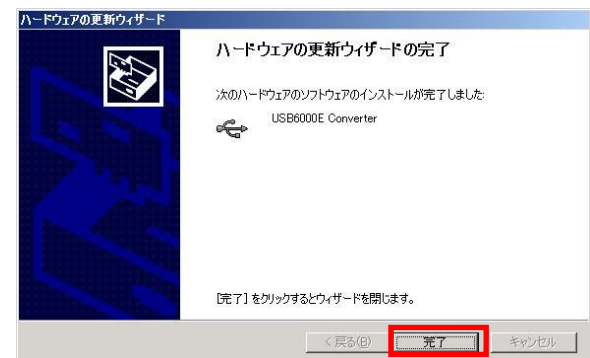 ハードウェアの更新ウィザード
ハードウェアの更新ウィザードの完了
次のハードウェアのソフトウェアのインストールが完了しました:
USB6000E Converter
[完了] をクリックするとウィザードを閉じます。
< 戻る(B) 完了 キャンセル